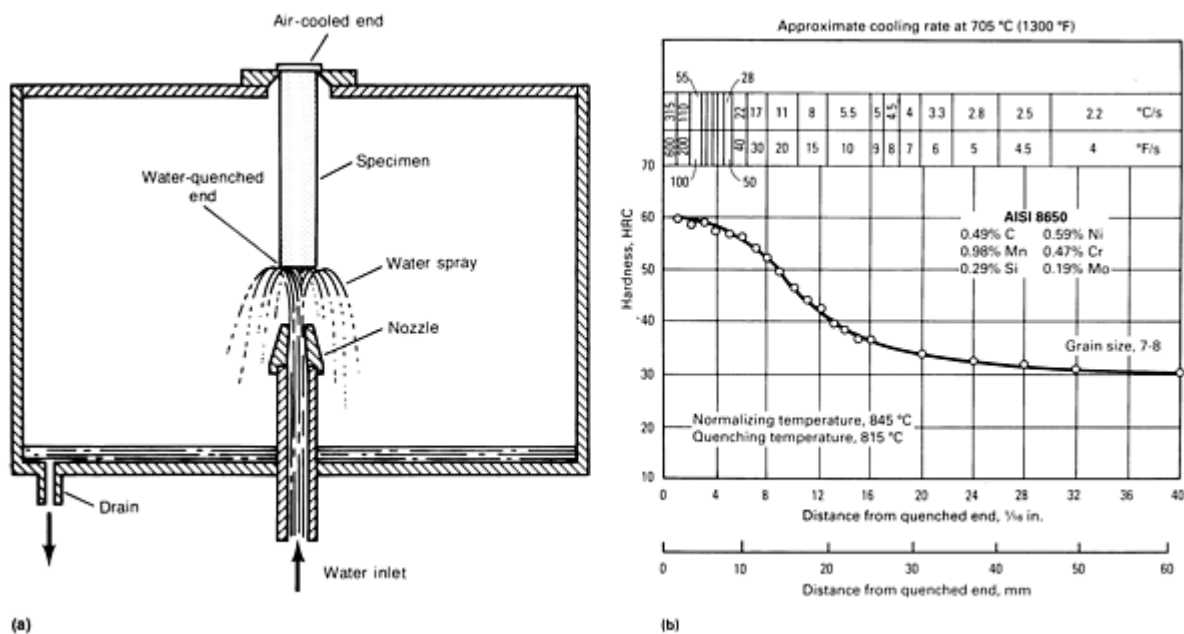 Air-cooled end
Specimen
Water-quenched
end
Water spray
Nozzle
Drain
Water inlet
(a)
Approximate cooling rate at 705 °C (1300 °F)
55 28
315 110 22 17 11 8 5.5 5 4.5 4 3.3 2.8 2.5 2.2 °C/s
600 200 40 30 20 15 10 9 8 7 6 5 4.5 4 °F/s
100 50
70
60
50
40
30
20
10
Hardness, HRC
AISI 8650
0.49% C 0.59% Ni
0.98% Mn 0.47% Cr
0.29% Si 0.19% Mo
Grain size, 7-8
Normalizing temperature, 845 °C
Quenching temperature, 815 °C
0 4 8 12 16 20 24 28 32 36 40
Distance from quenched end, 1/16 in.
0 10 20 30 40 50 60
Distance from quenched end, mm
(b)